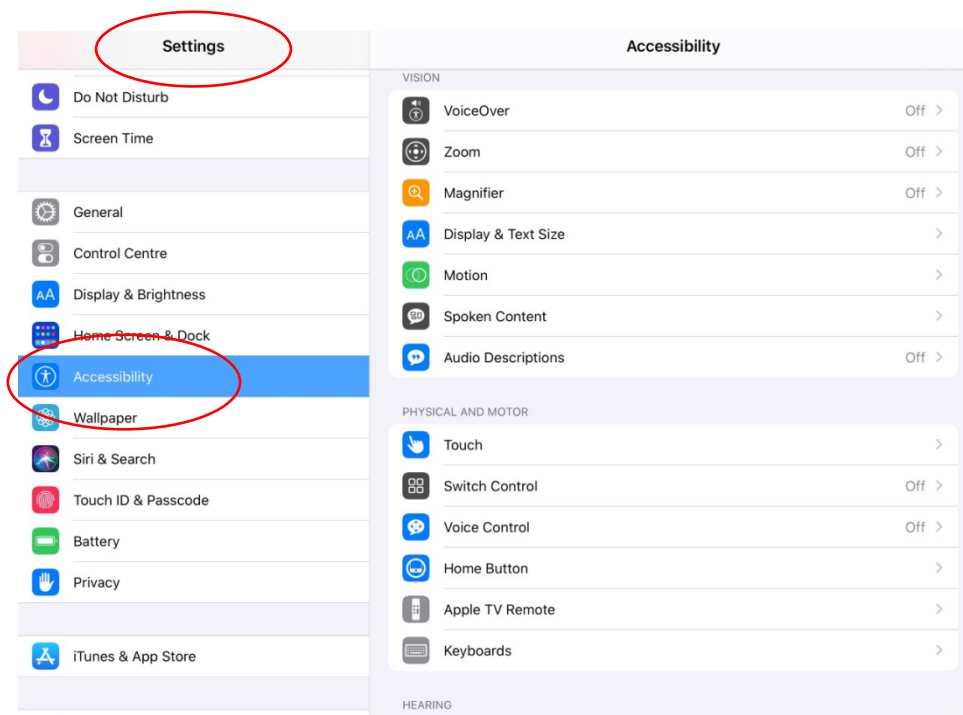 Settings
Do Not Disturb
Screen Time
General
Control Centre
AA Display & Brightness
Home Screen & Dock
Accessibility
Wallpaper
Siri & Search
Touch ID & Passcode
Battery
Privacy
iTunes & App Store
Accessibility
VISION
VoiceOver Off
Zoom Off
Magnifier Off
AA Display & Text Size
Motion
Spoken Content
Audio Descriptions Off
PHYSICAL AND MOTOR
Touch
Switch Control Off
Voice Control Off
Home Button
Apple TV Remote
Keyboards
HEARING